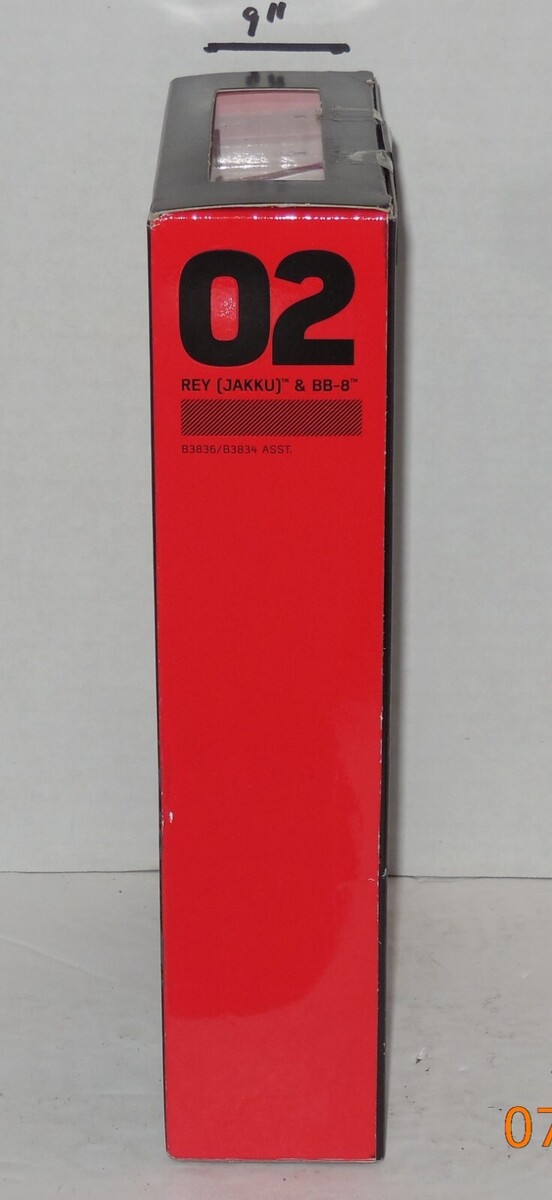 9"
02
REY (JAKKU)™ & BB-8™
B3836/B3834 ASST.
07